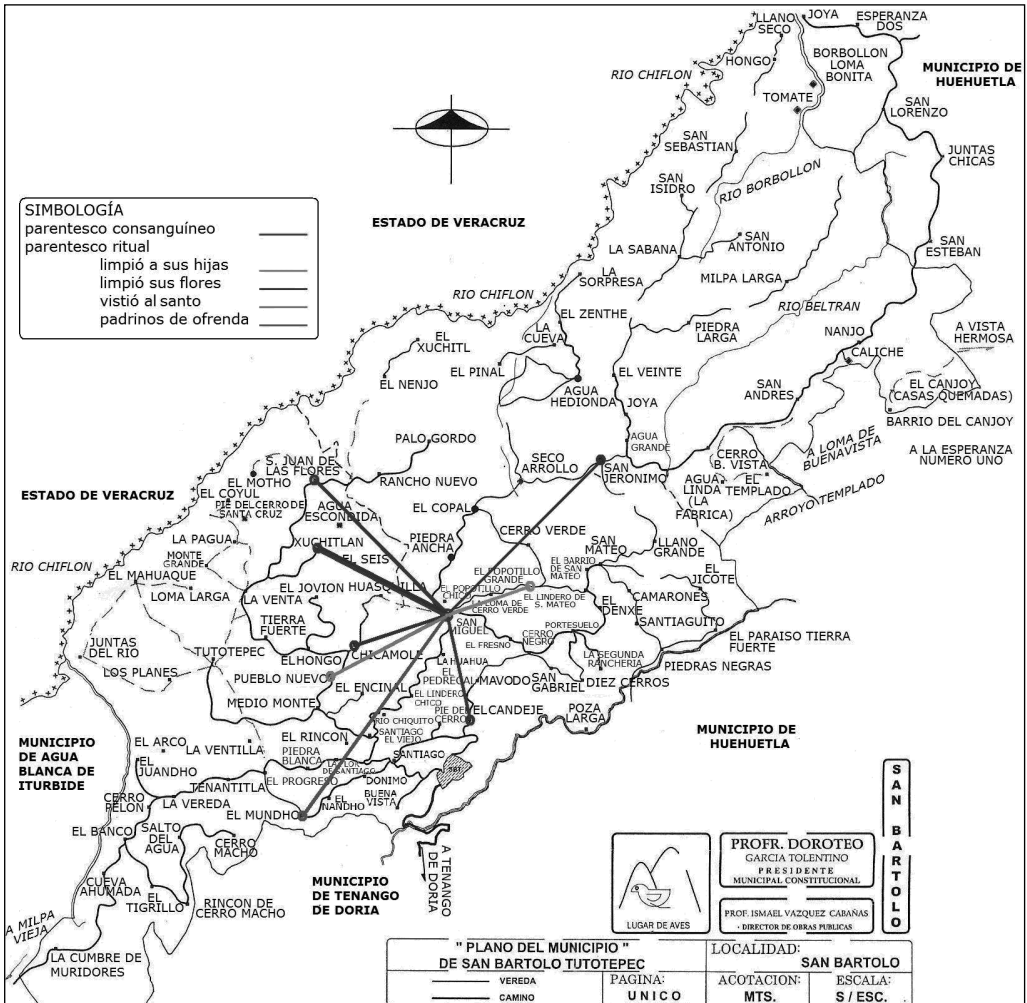 LLANO
SECO
JOYA
ESPERANZA
DOS
HONGO
BORBOLLON
LOMA
BONITA
MUNICIPIO DE
HUEHUETLA
RIO CHIFLON
TOMATE
SAN
LORENZO
SAN
SEBASTIAN
JUNTAS
CHICAS
SAN
ISIDRO
RIO BORBOLLON
SIMBOLOGÍA
parentesco consanguíneo
parentesco ritual
limpió a sus hijas
limpió sus flores
vistió al santo
padrinos de ofrenda
ESTADO DE VERACRUZ
LA SABANA
SAN
ANTONIO
SAN
ESTEBAN
LA
SORPRESA
MILPA LARGA
RIO CHIFLON
RIO BELTRAN
EL ZENTHE
EL
XUCHITL
LA
CUEVA
PIEDRA
LARGA
NANJO
A VISTA
HERMOSA
CALICHE
EL NENJO
EL PINAL
EL VEINTE
AGUA
HEDIONDA
SAN
ANDRES
EL CANJOY
(CASAS QUEMADAS)
JOYA
BARRIO DEL CANJOY
PALO GORDO
AGUA
GRANDE
A LOMA DE
BUENAVISTA
A LA ESPERANZA
NUMERO UNO
S. JUAN DE
LAS FLORES
SECO
ARROLLO
SAN
JERONIMO
CERRO
B. VISTA
EL MOTHO
RANCHO NUEVO
AGUA
LINDA
(LA
FABRICA)
EL
TEMPLADO
ESTADO DE VERACRUZ
EL COYUL
PIE DEL CERRO DE
SANTA CRUZ
AGUA
ESCONDIDA
EL COPAL
ARROYO TEMPLADO
LA PAGUA
XUCHITLAN
PIEDRA
ANCHA
CERRO VERDE
SAN
MATEO
LLANO
GRANDE
MONTE
GRANDE
EL SEIS
EL BARRIO
DE SAN
MATEO
RIO CHIFLON
EL MAHUAQUE
EL POPOTILLO
GRANDE
EL
JICOTE
LOMA LARGA
EL JOVION
HUASQUILLA
EL POPOTILLO
CHICO
LA LOMA DE
CERRO VERDE
EL LINDERO DE
S. MATEO
CAMARONES
LA VENTA
EL
DENXE
TIERRA
FUERTE
SAN
MIGUEL
PORTESUELO
SANTIAGUITO
JUNTAS
DEL RIO
TUTOTEPEC
EL FRESNO
CERRO
NEGRO
EL PARAISO TIERRA
FUERTE
ELHONGO
CHICAMOLE
LA HUAHUA
LA SEGUNDA
RANCHERIA
PIEDRAS NEGRAS
LOS PLANES
PUEBLO NUEVO
EL
PEDREGAL
MAVODO
SAN
GABRIEL
DIEZ CERROS
EL ENCINAL
EL LINDERO
CHICO
MEDIO MONTE
PIE DEL
CERRO
ELCANDEJE
POZA
LARGA
RIO CHIQUITO
SANTIAGO
EL VIEJO
MUNICIPIO DE
HUEHUETLA
MUNICIPIO
DE AGUA
BLANCA DE
ITURBIDE
EL ARCO
LA VENTILLA
EL RINCON
PIEDRA
BLANCA
SANTIAGO
EL
JUANDHO
LA FLOR
DE SANTIAGO
EL PROGRESO
DONIMO
TENANTITLA
CERRO
PELON
LA VEREDA
EL
NANDHO
BUENA
VISTA
EL MUNDHO
EL BANCO
SALTO
DEL
AGUA
CERRO
MACHO
A TENANGO
DE DORIA
CUEVA
AHUMADA
EL
TIGRILLO
RINCON DE
CERRO MACHO
MUNICIPIO
DE TENANGO
DE DORIA
A MILPA
VIEJA
LA CUMBRE DE
MURIDORES
SAN BARTOLO
LUGAR DE AVES
PROFR. DOROTEO
GARCIA TOLENTINO
PRESIDENTE
MUNICIPAL CONSTITUCIONAL
PROF. ISMAEL VAZQUEZ CABAÑAS
· DIRECTOR DE OBRAS PUBLICAS
" PLANO DEL MUNICIPIO "
DE SAN BARTOLO TUTOTEPEC
LOCALIDAD:
SAN BARTOLO
VEREDA
CAMINO
PAGINA:
UNICO
ACOTACION:
MTS.
ESCALA:
S / ESC.